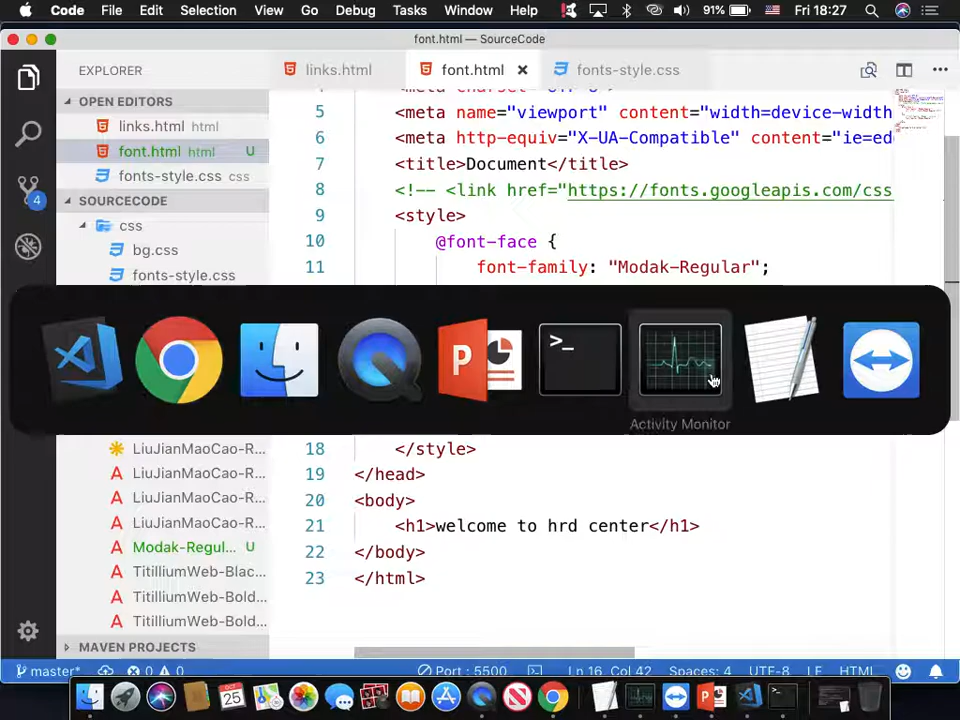 Code File Edit Selection View Go Debug Tasks Window Help 91% Fri 18:27
font.html — SourceCode
EXPLORER
links.html font.html × fonts-style.css
OPEN EDITORS
links.html html
font.html html U
fonts-style.css css
SOURCECODE
css
bg.css
fonts-style.css
5 <meta name="viewport" content="width=device-width
6 <meta http-equiv="X-UA-Compatible" content="ie=ed
7 <title>Document</title>
8 <!-- <link href="https://fonts.googleapis.com/css
9 <style>
10 @font-face {
11 font-family: "Modak-Regular";
P
>_
Activity Monitor
LiuJianMaoCao-R...
A LiuJianMaoCao-R...
A LiuJianMaoCao-R...
A LiuJianMaoCao-R...
A Modak-Regul... U
A TitilliumWeb-Blac...
A TitilliumWeb-Bold...
A TitilliumWeb-Bold...
18 </style>
19 </head>
20 <body>
21 <h1>welcome to hrd center</h1>
22 </body>
23 </html>
MAVEN PROJECTS
4
master* 0 0 Port : 5500 Ln 16, Col 42 Spaces: 4 UTF-8 LF HTML